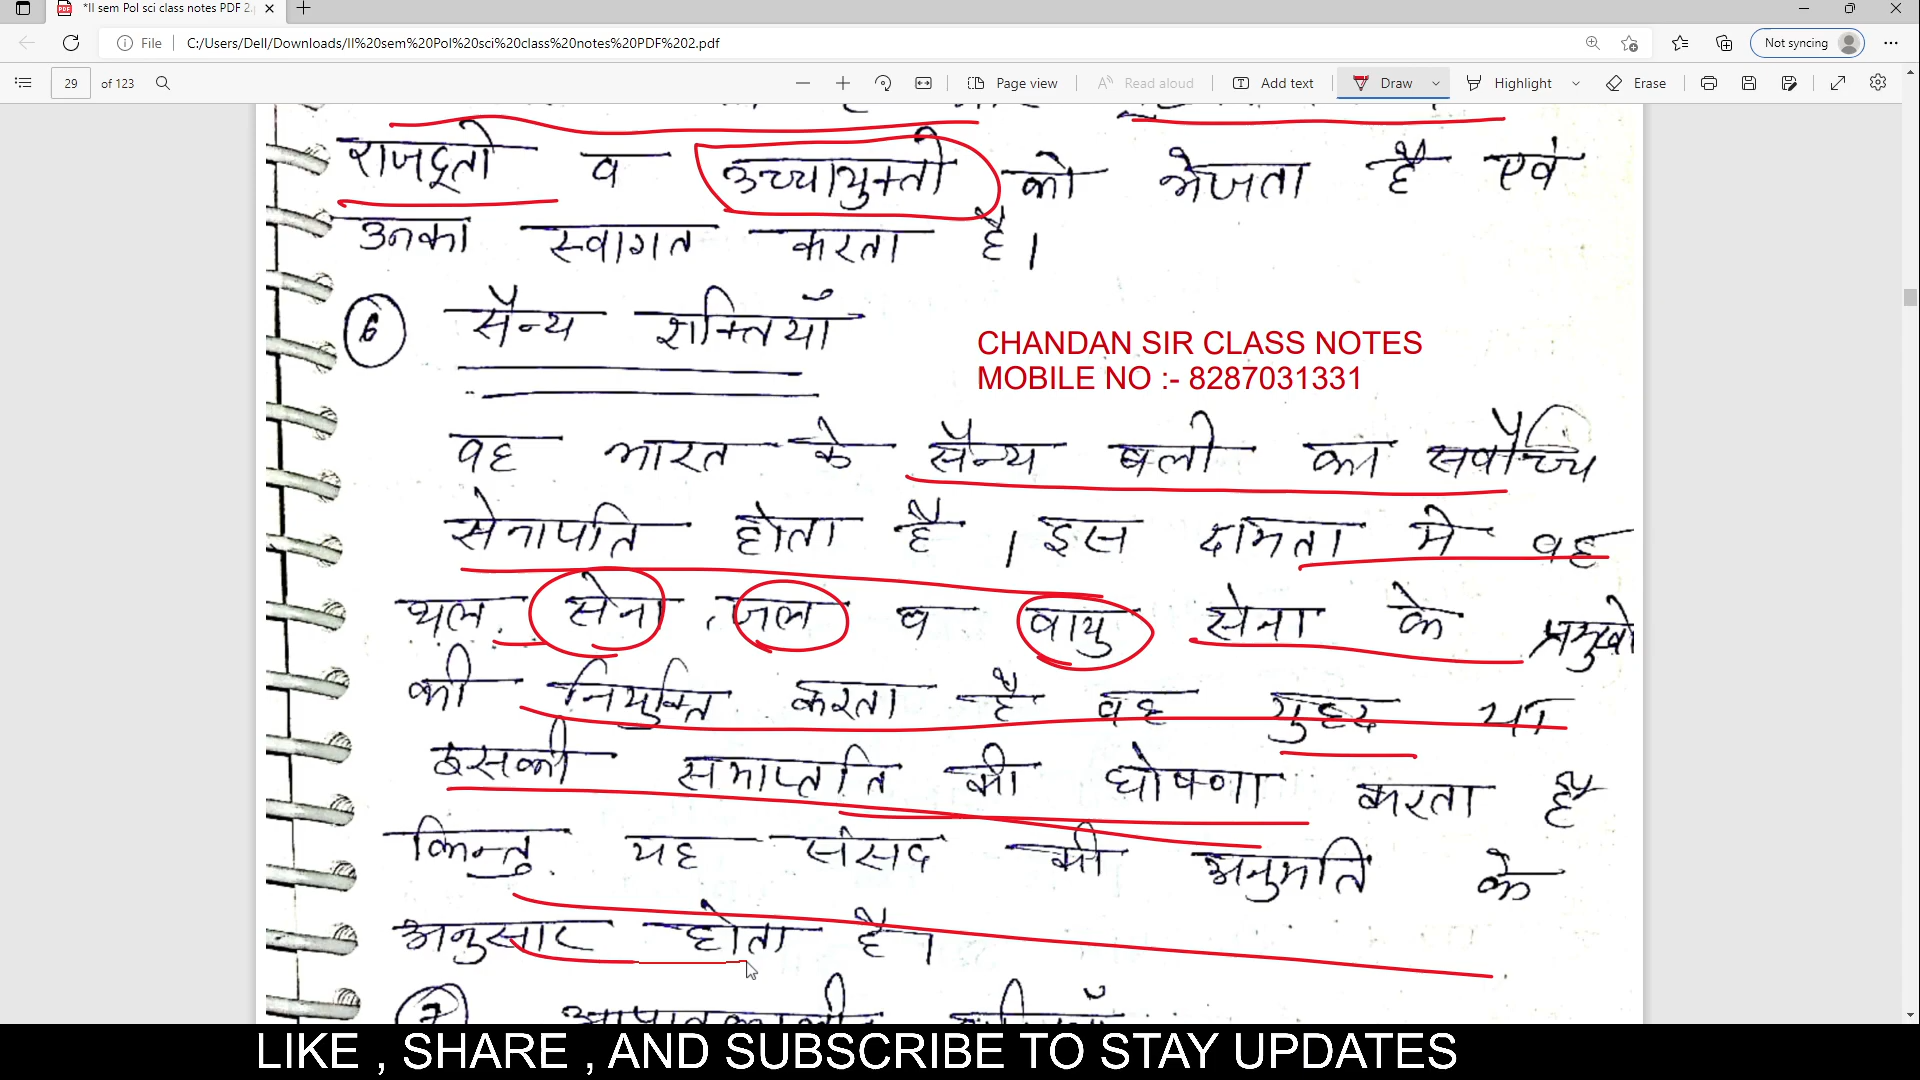 *II sem Pol sci class notes PDF 2.
File C:/Users/Dell/Downloads/II%20sem%20Pol%20sci%20class%20notes%20PDF%202.pdf Not syncing
29 of 123 Page view Read aloud Add text Draw Highlight Erase
राजदूतो व उच्चायुक्तो को भेजता है एवं
उनका स्वागत करता है।
6 सैन्य शक्तियाँ
CHANDAN SIR CLASS NOTES
MOBILE NO :- 8287031331
वह भारत के सैन्य बलो का सर्वोच्च
सेनापति होता है। इस क्षमता मे वह
थल सेना, जल व वायु सेना के प्रमुखो
की नियुक्ति करता है वह युद्ध या
इसकी समाप्ति की घोषणा करता है
किन्तु यह संसद की अनुमति के
अनुसार होता है।
7
LIKE , SHARE , AND SUBSCRIBE TO STAY UPDATES